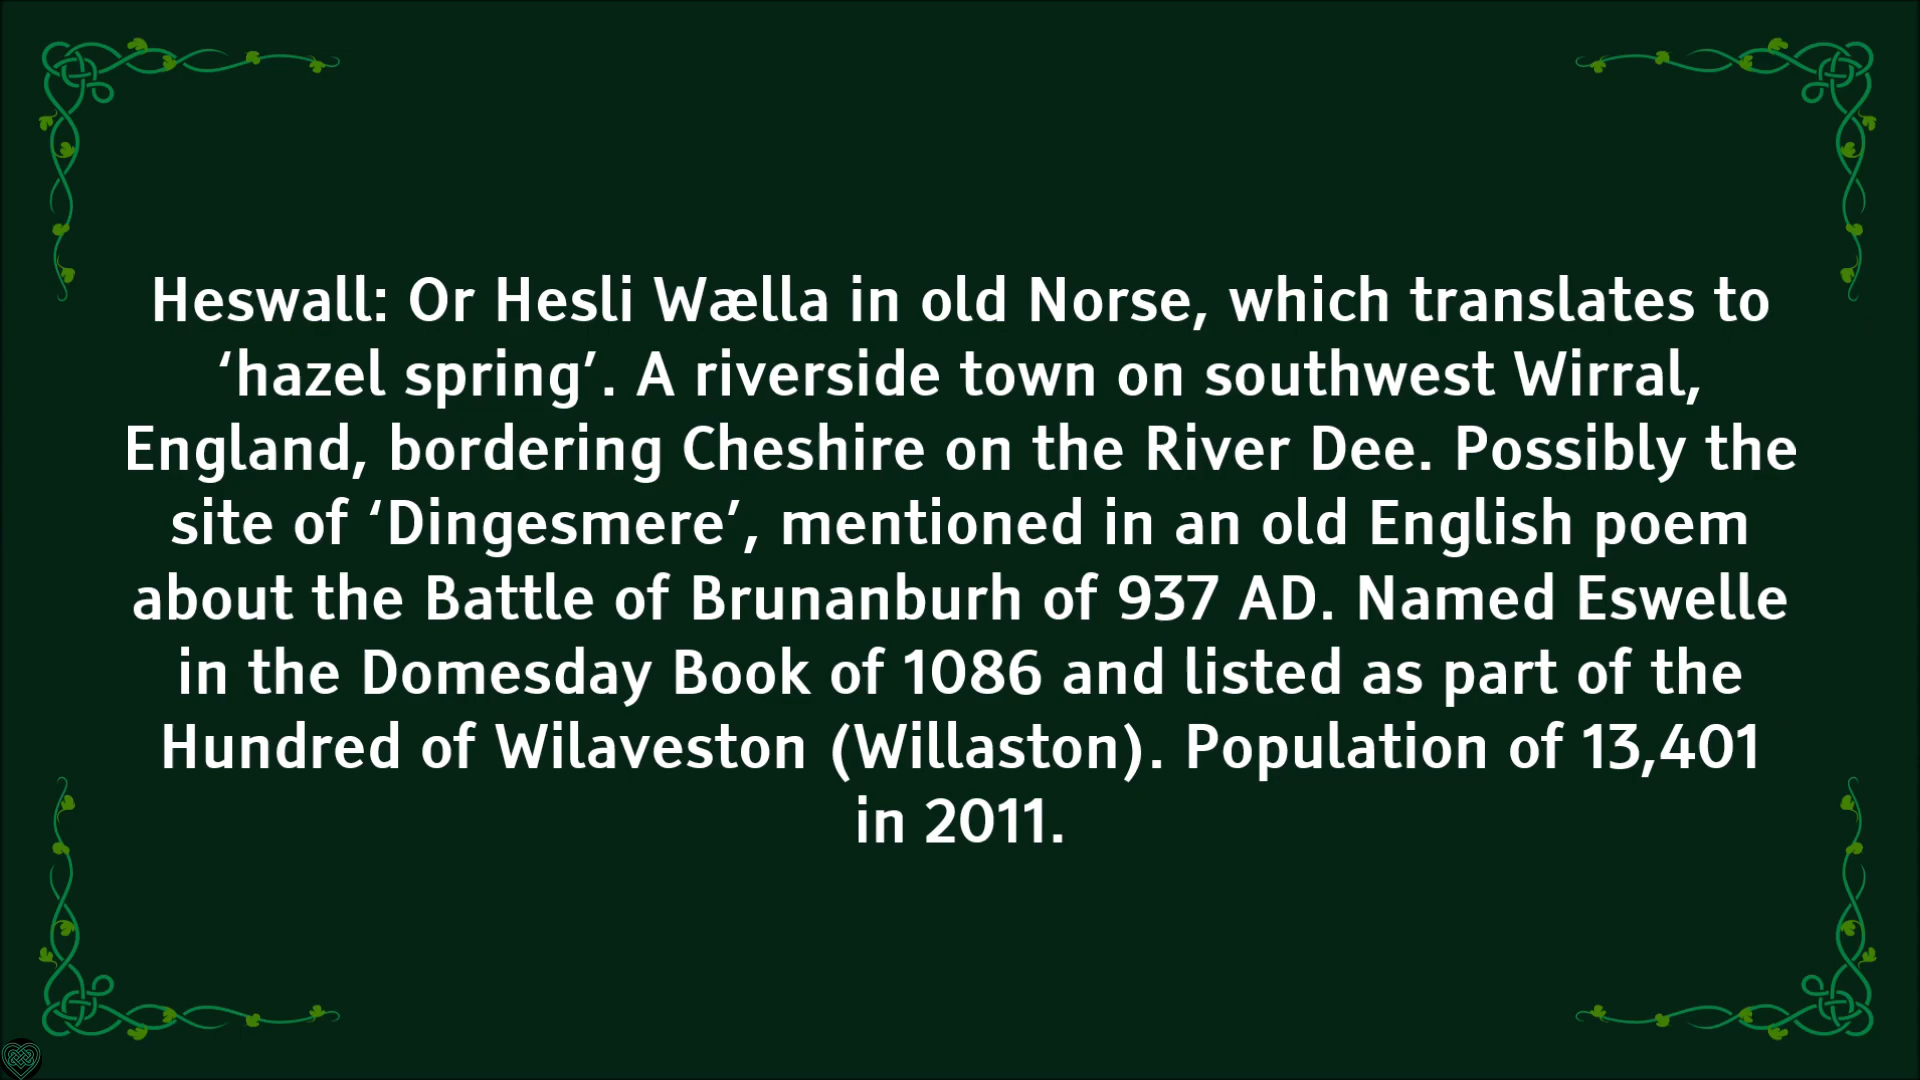 Heswall: Or Hesli Wælla in old Norse, which translates to
‘hazel spring’. A riverside town on southwest Wirral,
England, bordering Cheshire on the River Dee. Possibly the
site of ‘Dingesmere’, mentioned in an old English poem
about the Battle of Brunanburh of 937 AD. Named Eswelle
in the Domesday Book of 1086 and listed as part of the
Hundred of Wilaveston (Willaston). Population of 13,401
in 2011.